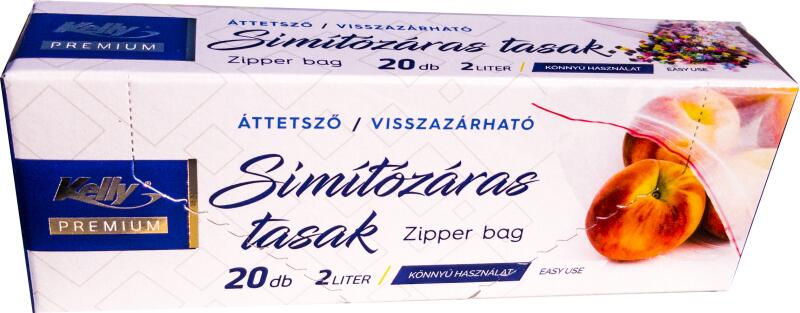 Kelly
PREMIUM
ÁTTETSZŐ / VISSZAZÁRHATÓ
Simítózáras tasak
Zipper bag 20 db 2 LITER / KÖNNYŰ HASZNÁLAT EASY USE
ÁTTETSZŐ / VISSZAZÁRHATÓ
Kelly
PREMIUM
Simítózáras
tasak Zipper bag
20 db 2 LITER / KÖNNYŰ HASZNÁLAT EASY USE